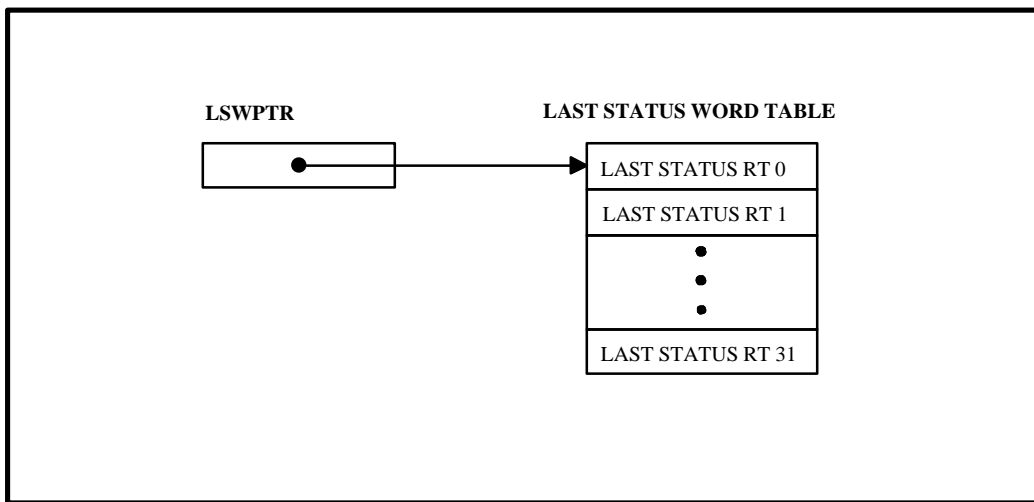 LSWPTR
LAST STATUS WORD TABLE
LAST STATUS RT 0
LAST STATUS RT 1
LAST STATUS RT 31